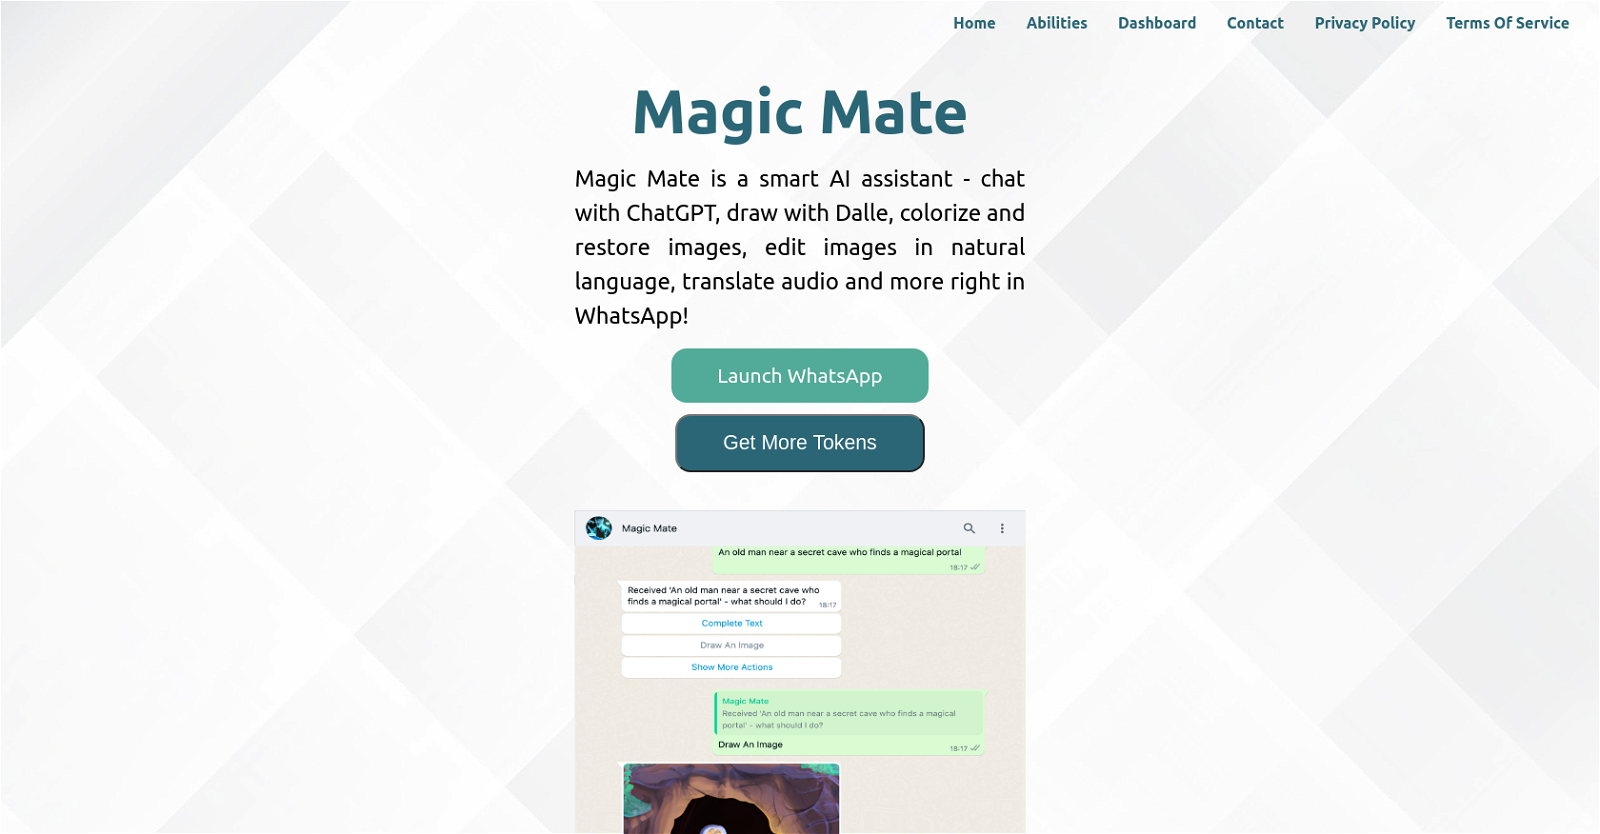 Home Abilities Dashboard Contact Privacy Policy Terms Of Service
Magic Mate
Magic Mate is a smart AI assistant - chat
with ChatGPT, draw with Dalle, colorize and
restore images, edit images in natural
language, translate audio and more right in
WhatsApp!
Launch WhatsApp
Get More Tokens
Magic Mate
An old man near a secret cave who finds a magical portal
18:17
Received 'An old man near a secret cave who
finds a magical portal' - what should I do?
18:17
Complete Text
Draw An Image
Show More Actions
Magic Mate
Received 'An old man near a secret cave who finds a magical
portal' - what should I do?
Draw An Image
18:17